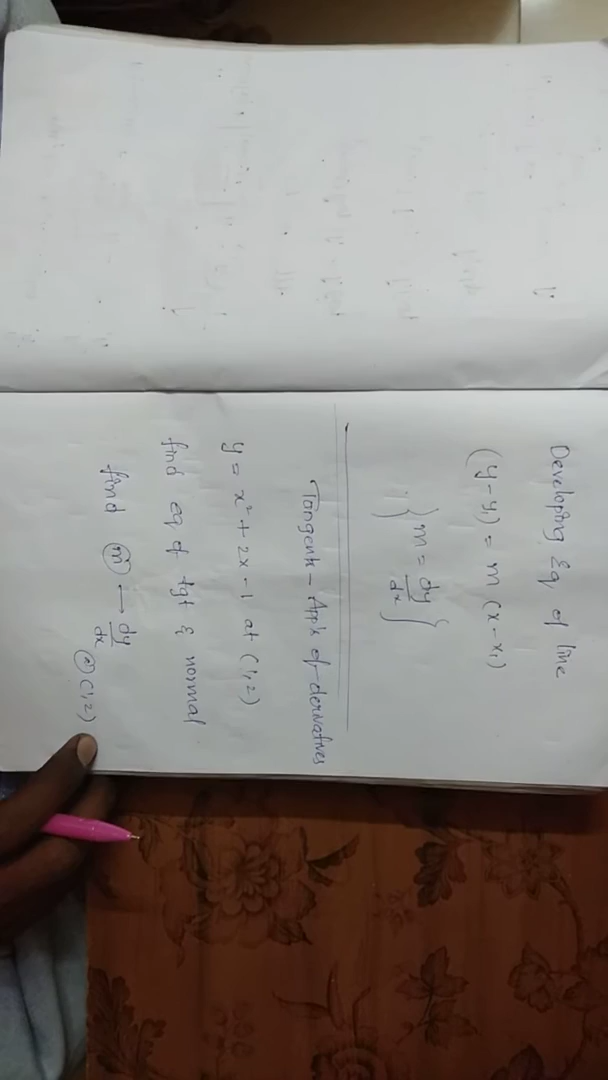 Developing Eq of line
(y-y₁) = m (x-x₁)
{ m = dy/dx }
Tangents - Appls of derivatives
y = x² + 2x - 1 at (1,2)
find eq of tgt & normal
find m → dy/dx @ (1,2)